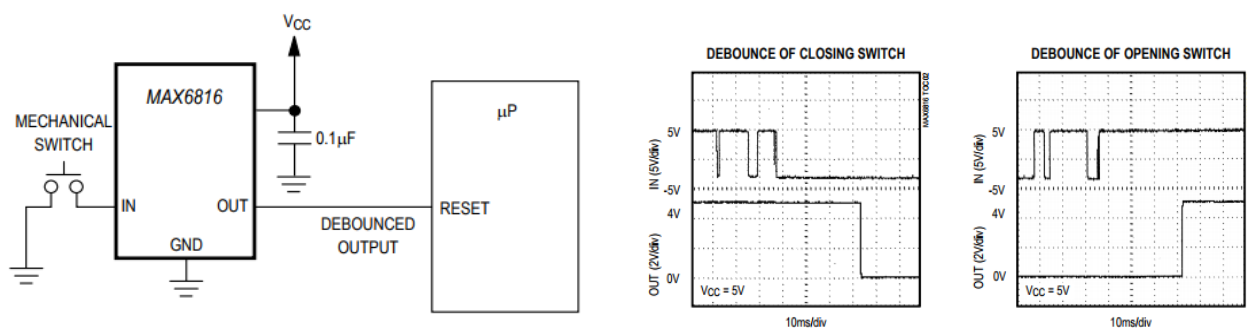 VCC
MAX6816
MECHANICAL
SWITCH
0.1µF
IN
OUT
GND
DEBOUNCED
OUTPUT
µP
RESET
DEBOUNCE OF CLOSING SWITCH
MAX6816 TOC02
5V
IN (5V/div)
-5V
4V
OUT (2V/div)
0V
VCC = 5V
10ms/div
DEBOUNCE OF OPENING SWITCH
5V
IN (5V/div)
-5V
4V
OUT (2V/div)
0V
VCC = 5V
10ms/div